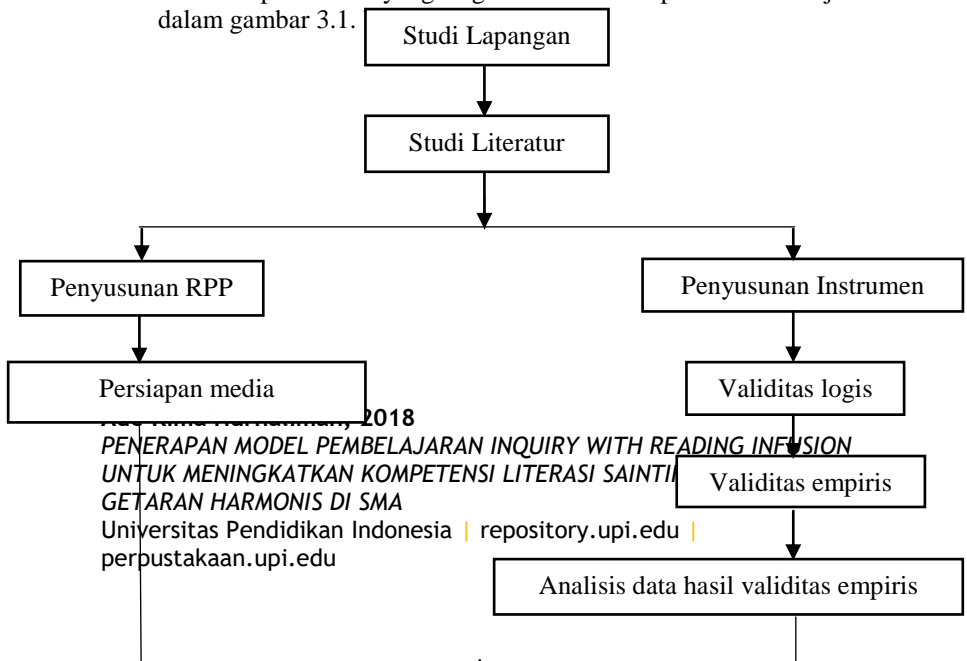 dalam gambar 3.1.
Studi Lapangan
Studi Literatur
Penyusunan RPP
Penyusunan Instrumen
Persiapan media
Validitas logis
2018
PENERAPAN MODEL PEMBELAJARAN INQUIRY WITH READING INFUSION
UNTUK MENINGKATKAN KOMPETENSI LITERASI
GETARAN HARMONIS DI SMA
Validitas empiris
Universitas Pendidikan Indonesia | repository.upi.edu |
perpustakaan.upi.edu
Analisis data hasil validitas empiris